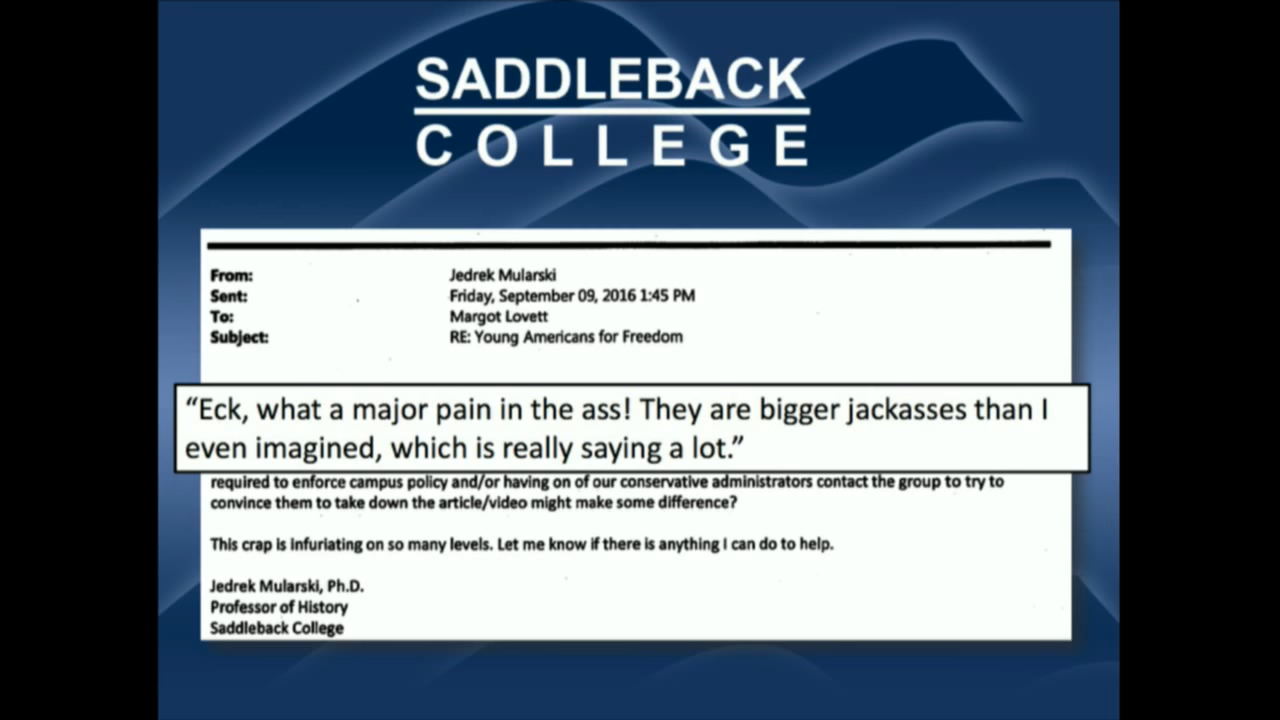 SADDLEBACK
COLLEGE
From: Jedrek Mularski
Sent: Friday, September 09, 2016 1:45 PM
To: Margot Lovett
Subject: RE: Young Americans for Freedom
“Eck, what a major pain in the ass! They are bigger jackasses than I
even imagined, which is really saying a lot.”
required to enforce campus policy and/or having on of our conservative administrators contact the group to try to
convince them to take down the article/video might make some difference?
This crap is infuriating on so many levels. Let me know if there is anything I can do to help.
Jedrek Mularski, Ph.D.
Professor of History
Saddleback College